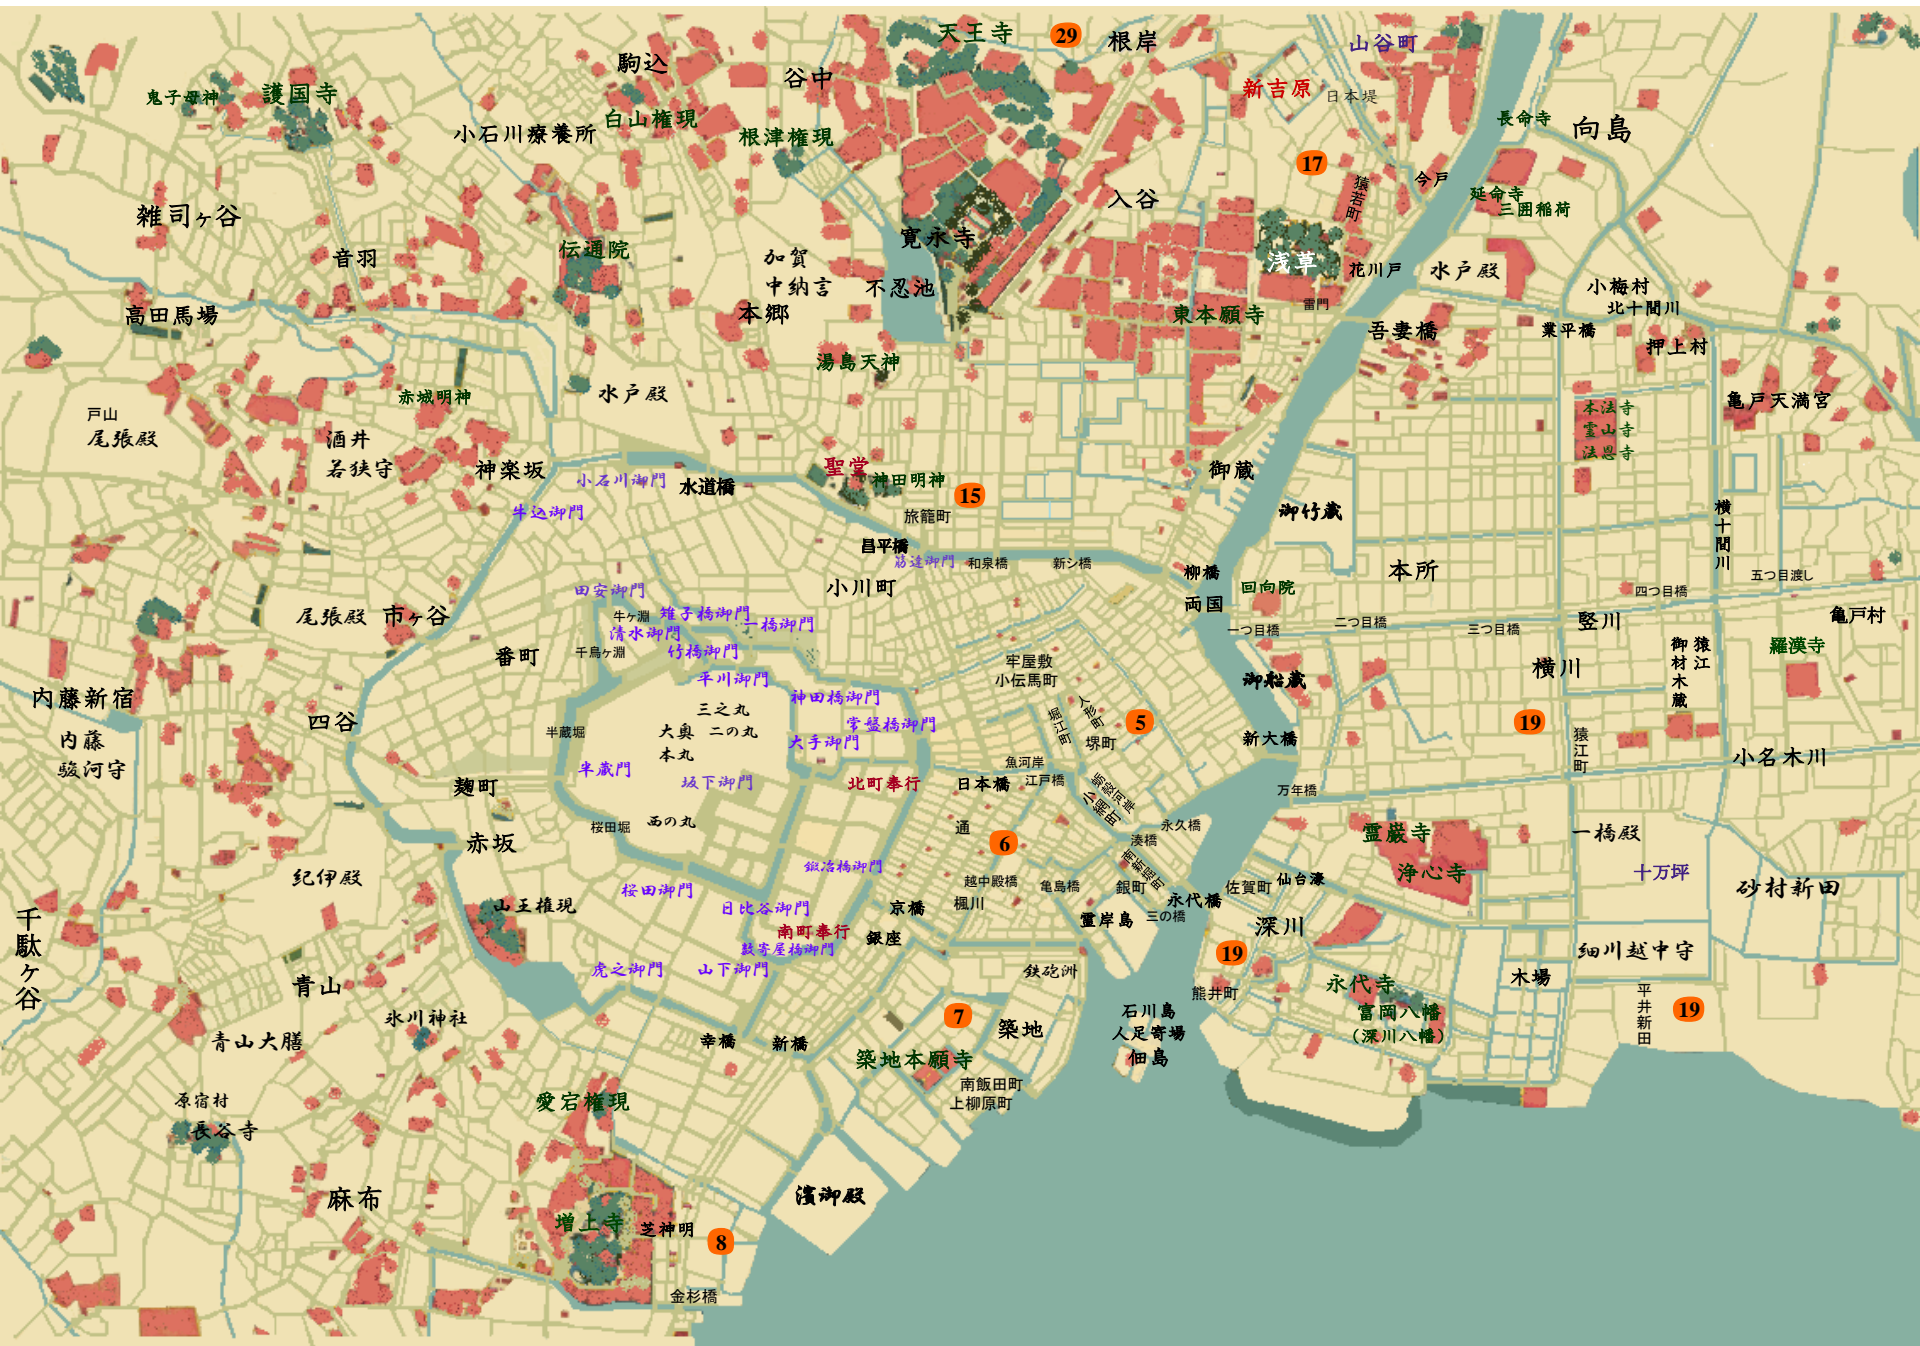 天王寺
29
根岸
山谷町
駒込
谷中
鬼子母神
護国寺
新吉原
日本堤
白山権現
小石川療養所
根津権現
長命寺
向島
17
猿若町
今戸
延命寺
三囲稲荷
入谷
雑司ヶ谷
音羽
伝通院
加賀
中納言
本郷
寛永寺
不忍池
浅草
花川戸
水戸殿
雷門
小梅村
北十間川
高田馬場
東本願寺
吾妻橋
業平橋
押上村
湯島天神
赤城明神
水戸殿
戸山
尾張殿
酒井
若狭守
神楽坂
本法寺
霊山寺
法恩寺
亀戸天満宮
小石川御門
水道橋
聖堂
神田明神
15
旅籠町
御蔵
御竹蔵
牛込御門
昌平橋
筋違御門
和泉橋
新シ橋
横十間川
小川町
柳橋
両国
回向院
本所
四つ目橋
五つ目渡し
尾張殿
市ヶ谷
田安御門
牛ヶ淵
雉子橋御門
一橋御門
清水御門
竹橋御門
千鳥ヶ淵
番町
一つ目橋
二つ目橋
三つ目橋
竪川
亀戸村
御材木蔵
猿江
羅漢寺
横川
牢屋敷
小伝馬町
御船蔵
平川御門
神田橋御門
内藤新宿
四谷
三之丸
大奥
二の丸
本丸
常盤橋御門
大手御門
堀江町
人形町
5
堺町
新大橋
19
猿江町
内藤
駿河守
半蔵堀
半蔵門
坂下御門
北町奉行
日本橋
魚河岸
江戸橋
小網町
万年橋
小名木川
麹町
桜田堀
西の丸
通
6
湊橋
永久橋
霊巌寺
一橋殿
赤坂
鍛冶橋御門
浄心寺
十万坪
砂村新田
紀伊殿
山王権現
桜田御門
日比谷御門
京橋
越中殿橋
亀島橋
楓川
銀町
南新堀町
永代橋
三の橋
霊岸島
佐賀町
仙台濠
深川
千駄ヶ谷
南町奉行
数寄屋橋御門
銀座
虎之御門
山下御門
鉄砲洲
19
熊井町
永代寺
富岡八幡
(深川八幡)
木場
細川越中守
平井新田
19
青山
氷川神社
青山大膳
幸橋
新橋
7
築地
石川島
人足寄場
佃島
築地本願寺
南飯田町
上柳原町
原宿村
長谷寺
愛宕権現
麻布
濱御殿
増上寺
芝神明
8
金杉橋